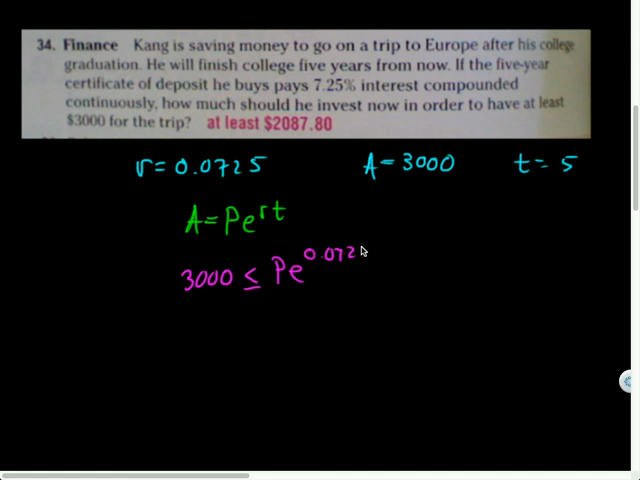 34. Finance Kang is saving money to go on a trip to Europe after his college
graduation. He will finish college five years from now. If the five-year
certificate of deposit he buys pays 7.25% interest compounded
continuously, how much should he invest now in order to have at least
$3000 for the trip? at least $2087.80
r = 0.0725 A = 3000 t = 5
A = Pe^rt
3000 ≤ Pe^0.072